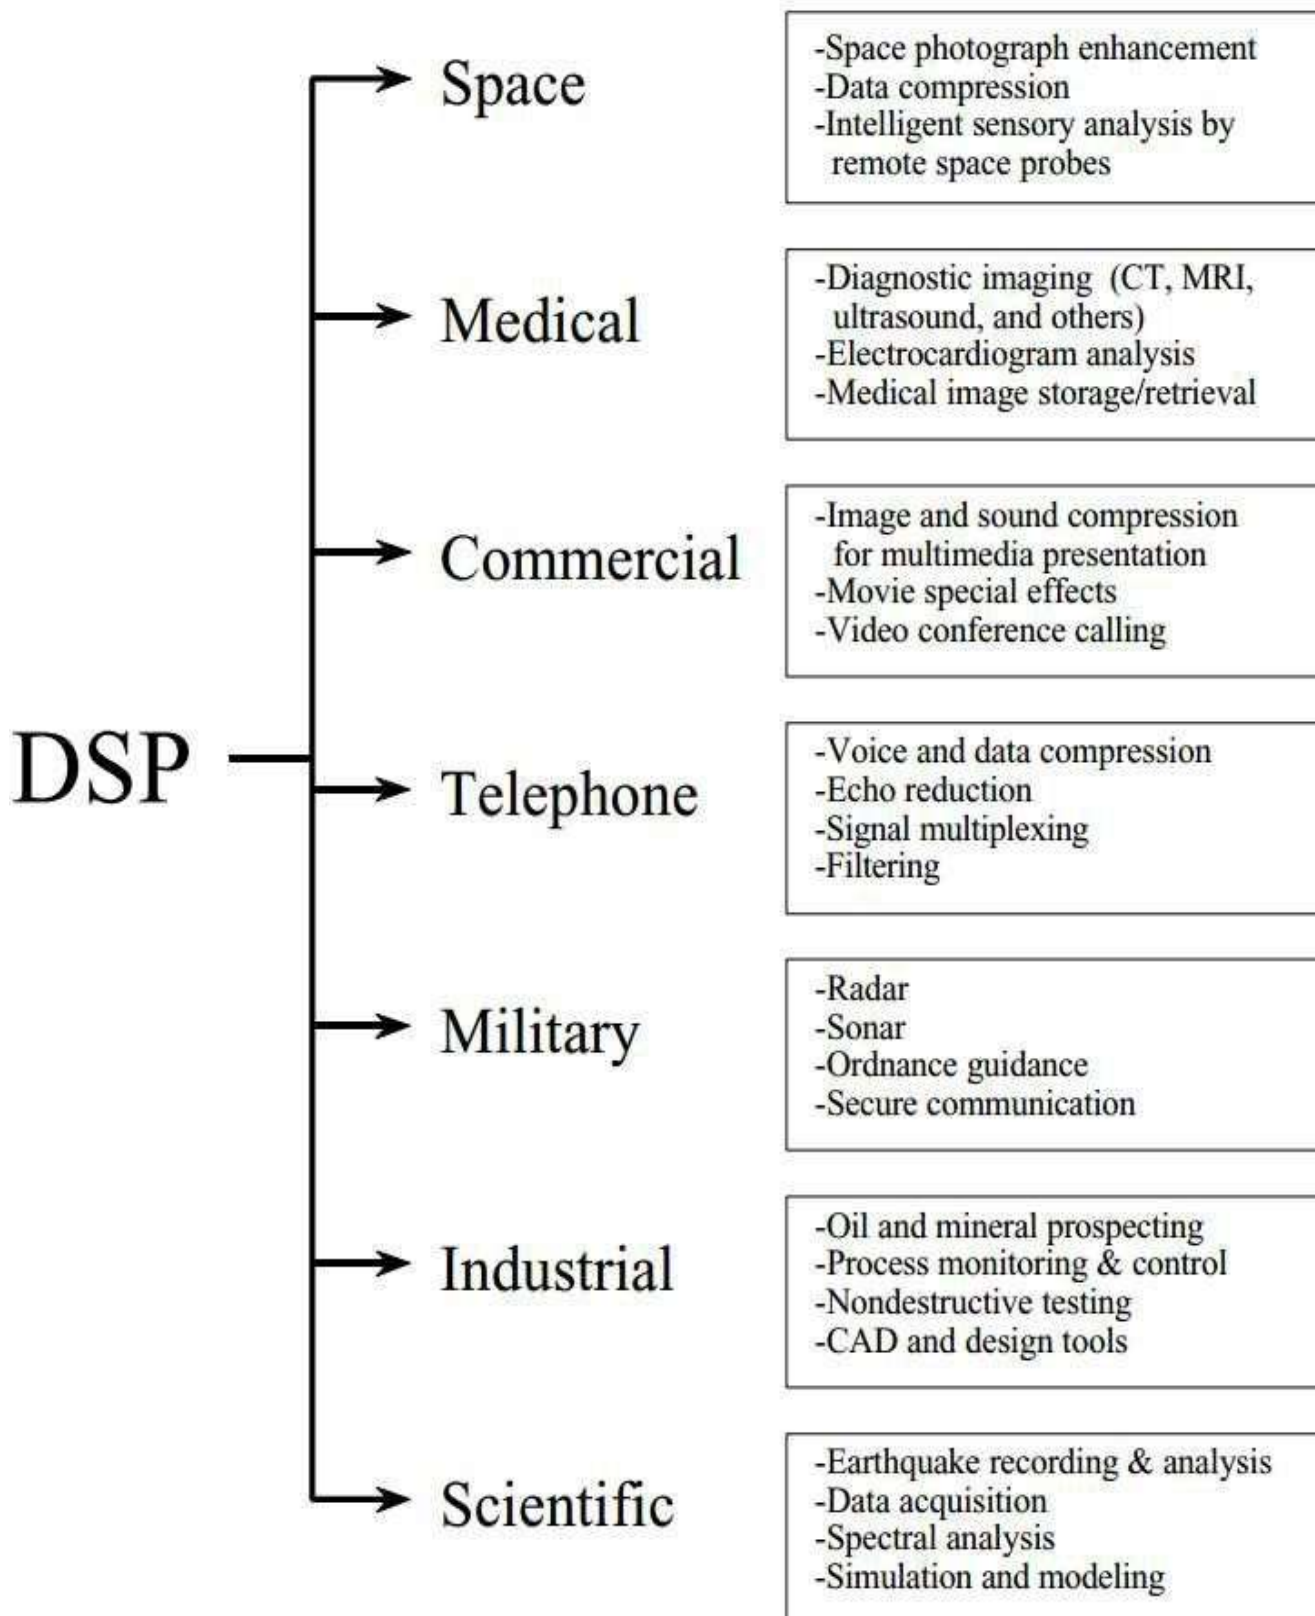 DSP
Space
-Space photograph enhancement
-Data compression
-Intelligent sensory analysis by
remote space probes
Medical
-Diagnostic imaging (CT, MRI,
ultrasound, and others)
-Electrocardiogram analysis
-Medical image storage/retrieval
Commercial
-Image and sound compression
for multimedia presentation
-Movie special effects
-Video conference calling
Telephone
-Voice and data compression
-Echo reduction
-Signal multiplexing
-Filtering
Military
-Radar
-Sonar
-Ordnance guidance
-Secure communication
Industrial
-Oil and mineral prospecting
-Process monitoring & control
-Nondestructive testing
-CAD and design tools
Scientific
-Earthquake recording & analysis
-Data acquisition
-Spectral analysis
-Simulation and modeling